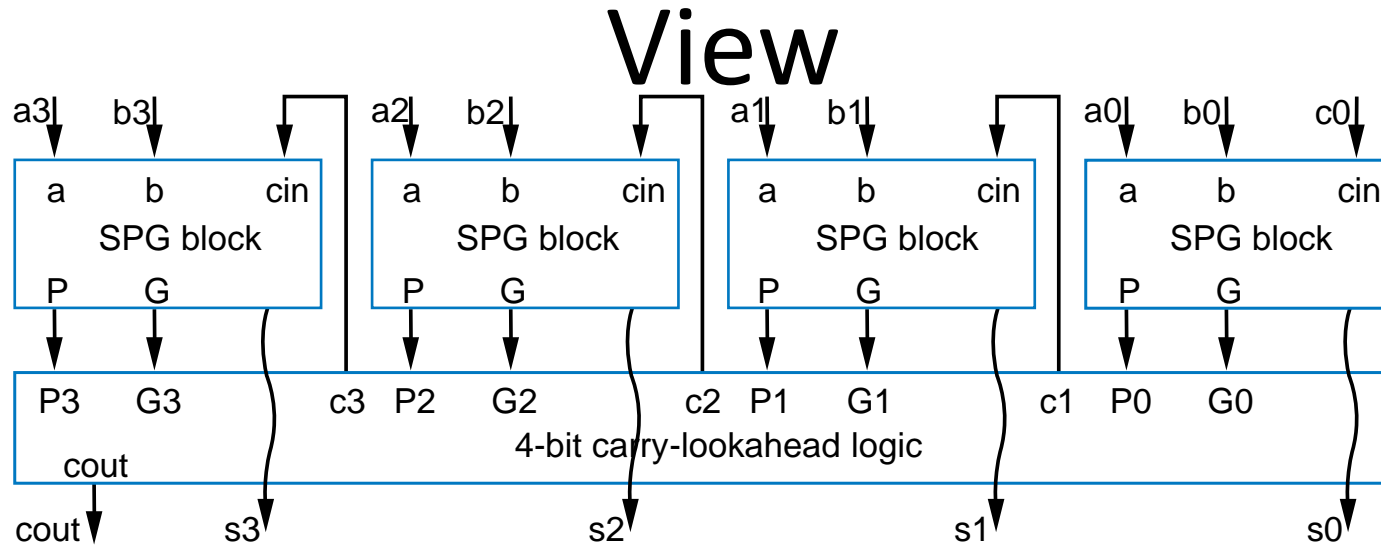 View
a3 b3 a2 b2 a1 b1 a0 b0 c0
a b cin a b cin a b cin a b cin
SPG block SPG block SPG block SPG block
P G P G P G P G
P3 G3 c3 P2 G2 c2 P1 G1 c1 P0 G0
4-bit carry-lookahead logic
cout
cout s3 s2 s1 s0